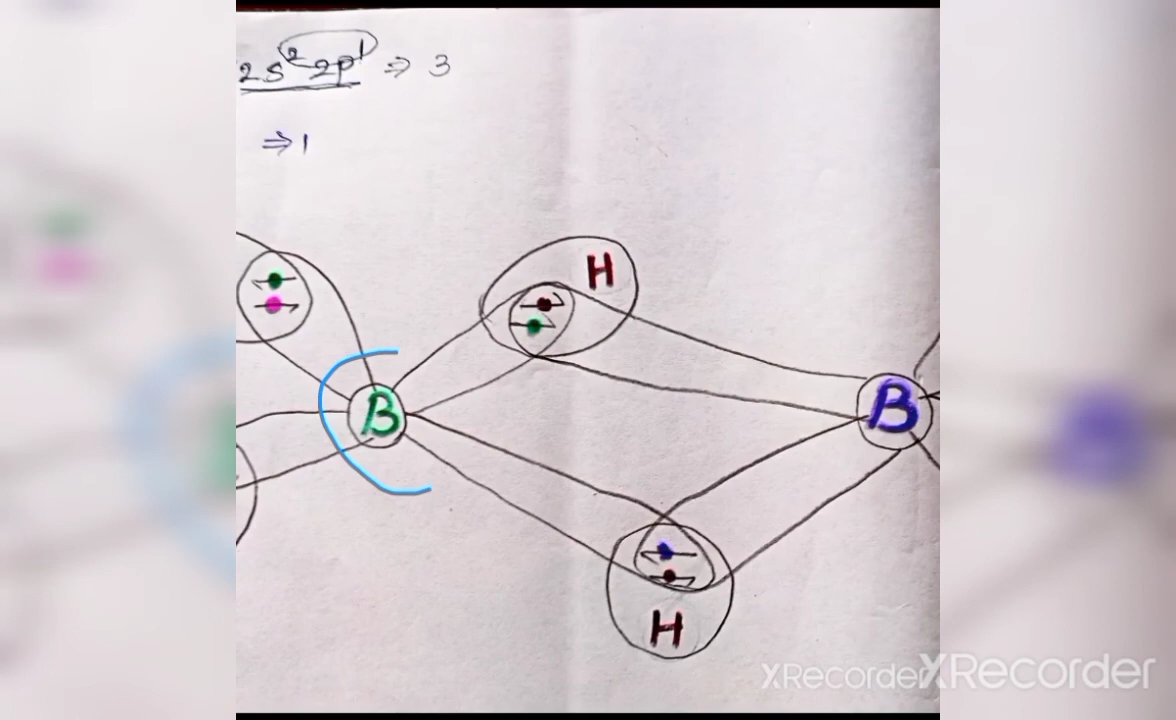 2s² 2p¹ ⇒ 3
⇒ 1
H
B
B
H
XRecorder XRecorder